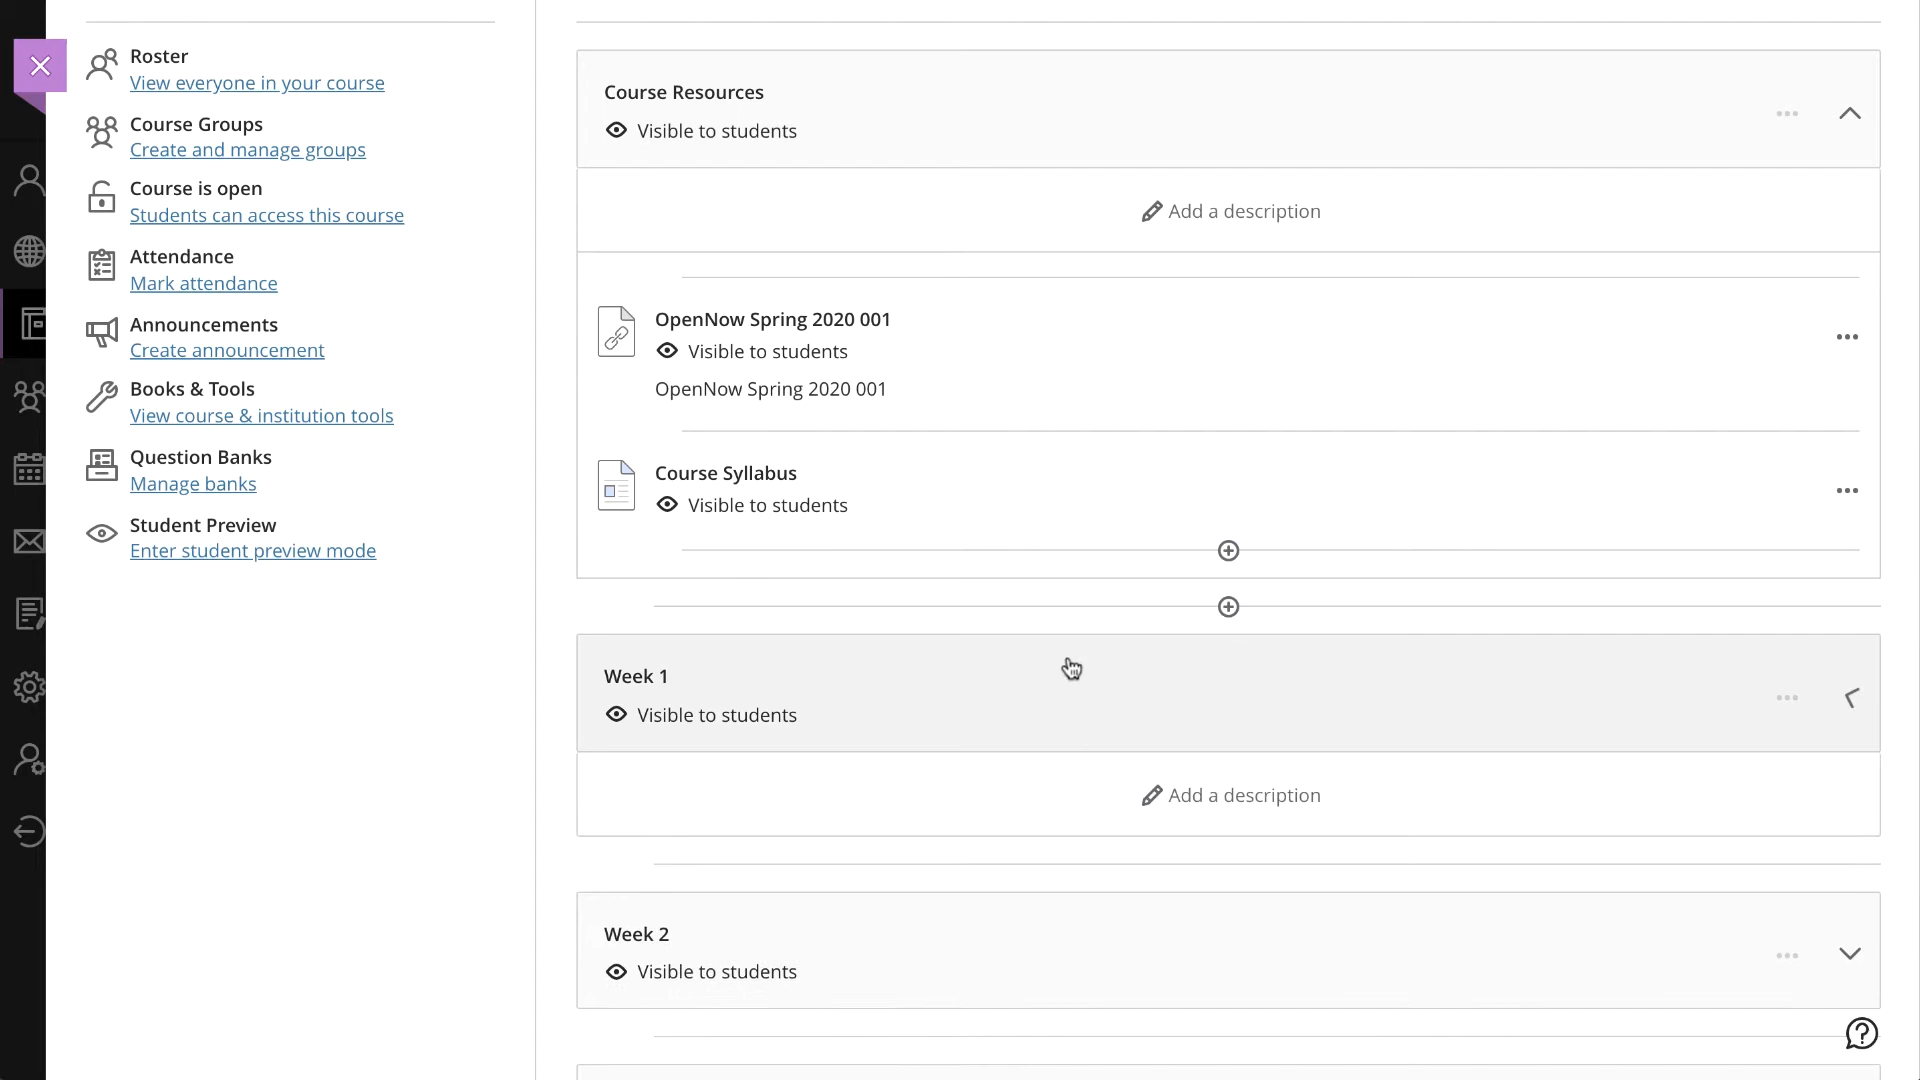 Roster
View everyone in your course
Course Groups
Create and manage groups
Course is open
Students can access this course
Attendance
Mark attendance
Announcements
Create announcement
Books & Tools
View course & institution tools
Question Banks
Manage banks
Student Preview
Enter student preview mode
Course Resources
Visible to students
Add a description
OpenNow Spring 2020 001
Visible to students
OpenNow Spring 2020 001
Course Syllabus
Visible to students
Week 1
Visible to students
Add a description
Week 2
Visible to students